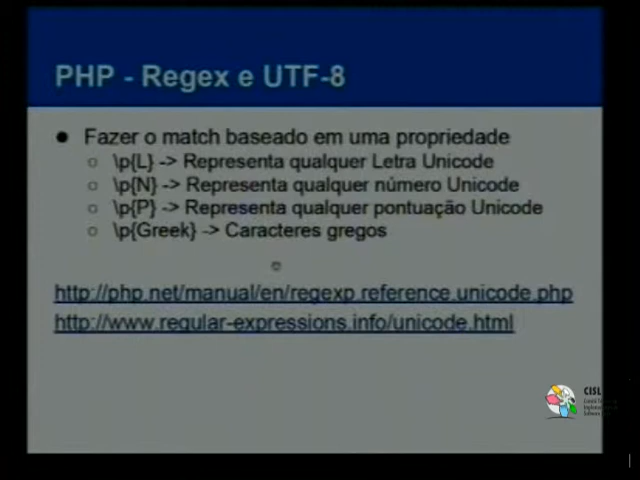 PHP - Regex e UTF-8
● Fazer o match baseado em uma propriedade
○ \p{L} -> Representa qualquer Letra Unicode
○ \p{N} -> Representa qualquer número Unicode
○ \p{P} -> Representa qualquer pontuação Unicode
○ \p{Greek} -> Caracteres gregos
http://php.net/manual/en/regexp.reference.unicode.php
http://www.regular-expressions.info/unicode.html
CISL